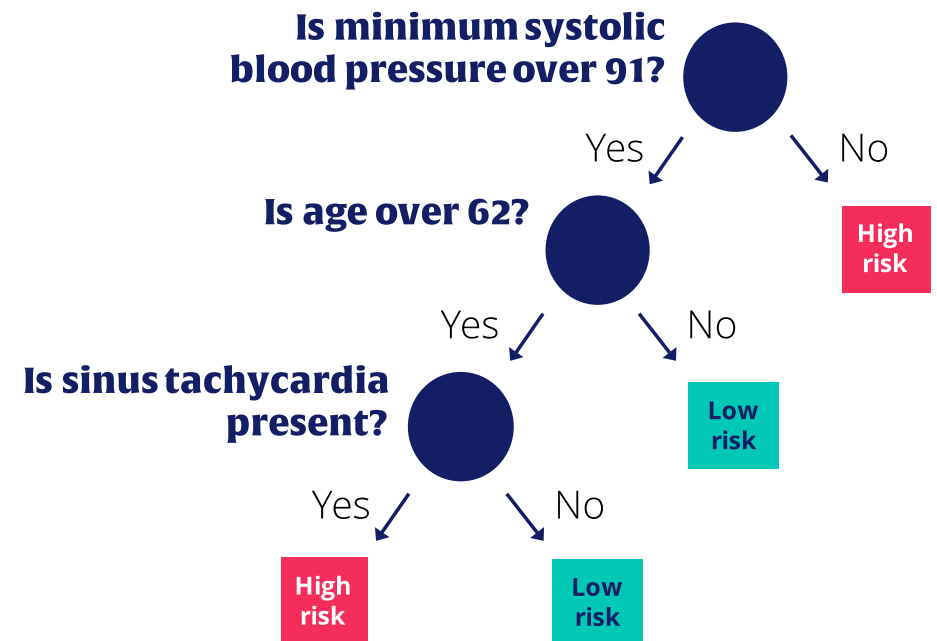 Is minimum systolic
blood pressure over 91?
Yes
No
High
risk
Is age over 62?
Yes
No
Low
risk
Is sinus tachycardia
present?
Yes
No
High
risk
Low
risk